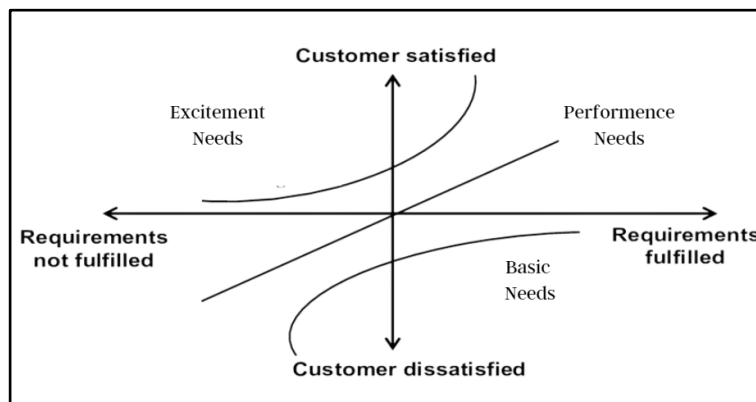 Customer satisfied
Excitement
Needs
Performence
Needs
Requirements
not fulfilled
Requirements
fulfilled
Basic
Needs
Customer dissatisfied